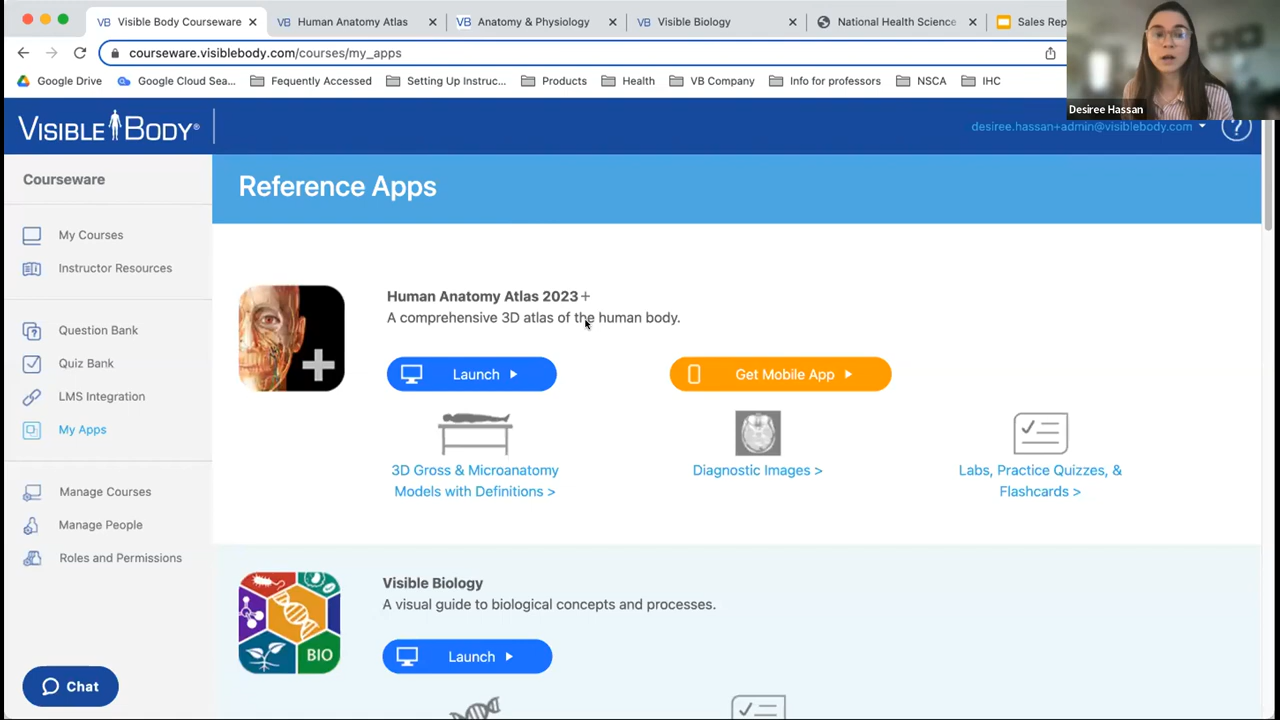 Visible Body Courseware
Human Anatomy Atlas
Anatomy & Physiology
Visible Biology
National Health Science
Sales Rep
courseware.visiblebody.com/courses/my_apps
Google Drive
Google Cloud Sea...
Fequently Accessed
Setting Up Instruc...
Products
Health
VB Company
Info for professors
NSCA
IHC
Desiree Hassan
VISIBLE BODY®
desiree.hassan+admin@visiblebody.com
?
Courseware
My Courses
Instructor Resources
Question Bank
Quiz Bank
LMS Integration
My Apps
Manage Courses
Manage People
Roles and Permissions
Chat
Reference Apps
Human Anatomy Atlas 2023+
A comprehensive 3D atlas of the human body.
Launch
Get Mobile App
3D Gross & Microanatomy
Models with Definitions >
Diagnostic Images >
Labs, Practice Quizzes, &
Flashcards >
BIO
Visible Biology
A visual guide to biological concepts and processes.
Launch